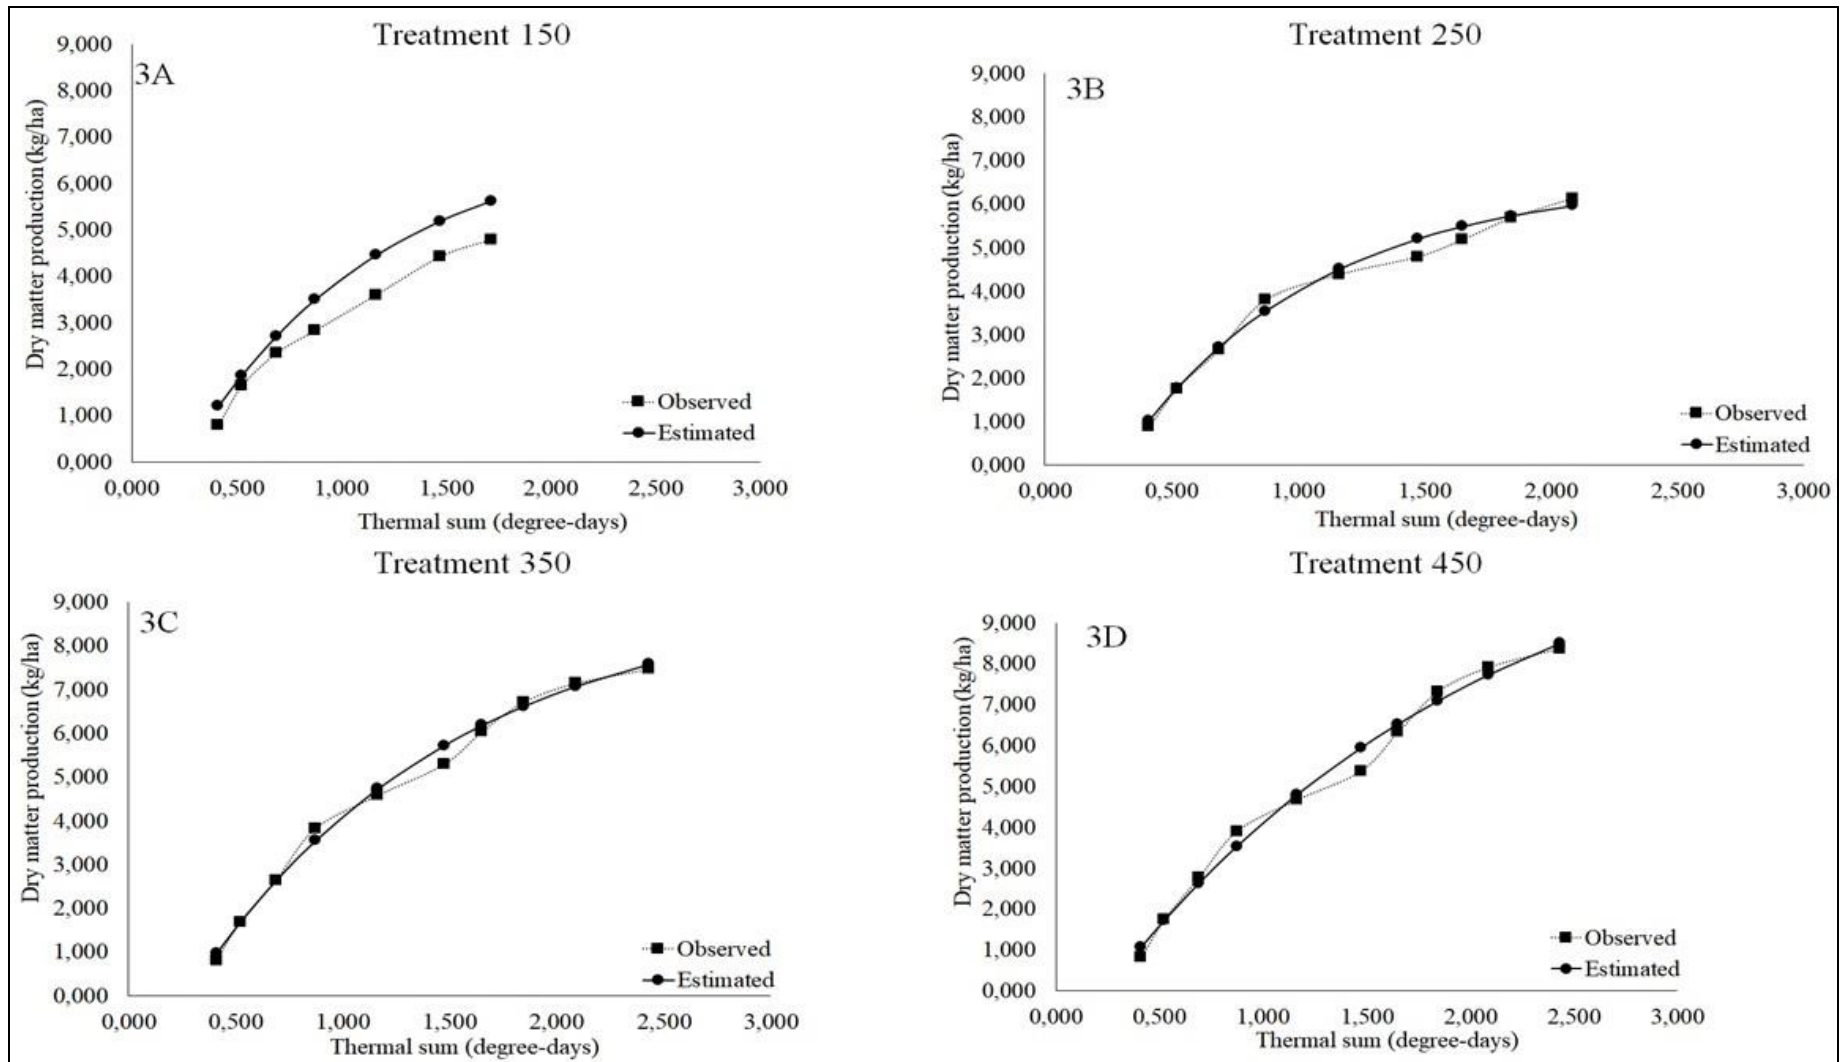 Treatment 150
3A
Dry matter production (kg/ha)
9,000
8,000
7,000
6,000
5,000
4,000
3,000
2,000
1,000
0,000
Observed
Estimated
0,000 0,500 1,000 1,500 2,000 2,500 3,000
Thermal sum (degree-days)
Treatment 250
3B
Dry matter production (kg/ha)
9,000
8,000
7,000
6,000
5,000
4,000
3,000
2,000
1,000
0,000
Observed
Estimated
0,000 0,500 1,000 1,500 2,000 2,500 3,000
Thermal sum (degree-days)
Treatment 350
3C
Dry matter production (kg/ha)
9,000
8,000
7,000
6,000
5,000
4,000
3,000
2,000
1,000
0,000
Observed
Estimated
0,000 0,500 1,000 1,500 2,000 2,500 3,000
Thermal sum (degree-days)
Treatment 450
3D
Dry matter production (kg/ha)
9,000
8,000
7,000
6,000
5,000
4,000
3,000
2,000
1,000
0,000
Observed
Estimated
0,000 0,500 1,000 1,500 2,000 2,500 3,000
Thermal sum (degree-days)